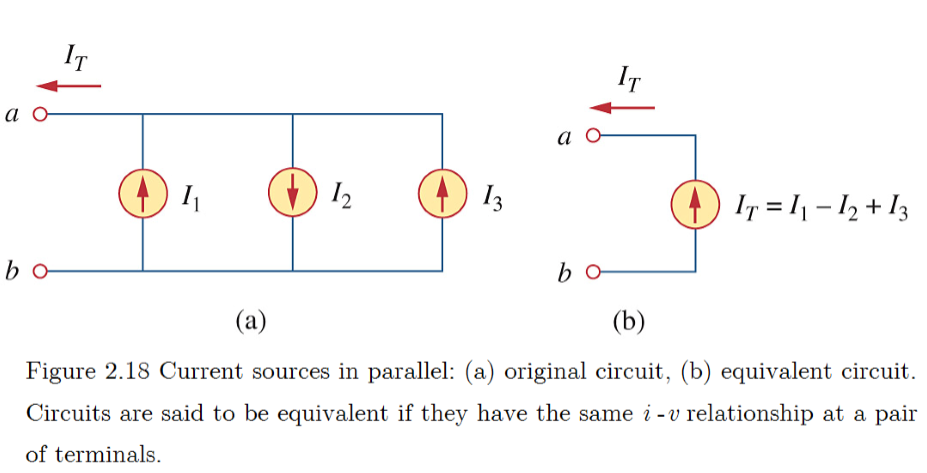 I_T
a
I_1
I_2
I_3
b
(a)
I_T
a
I_T = I_1 – I_2 + I_3
b
(b)
Figure 2.18 Current sources in parallel: (a) original circuit, (b) equivalent circuit.
Circuits are said to be equivalent if they have the same i - v relationship at a pair
of terminals.